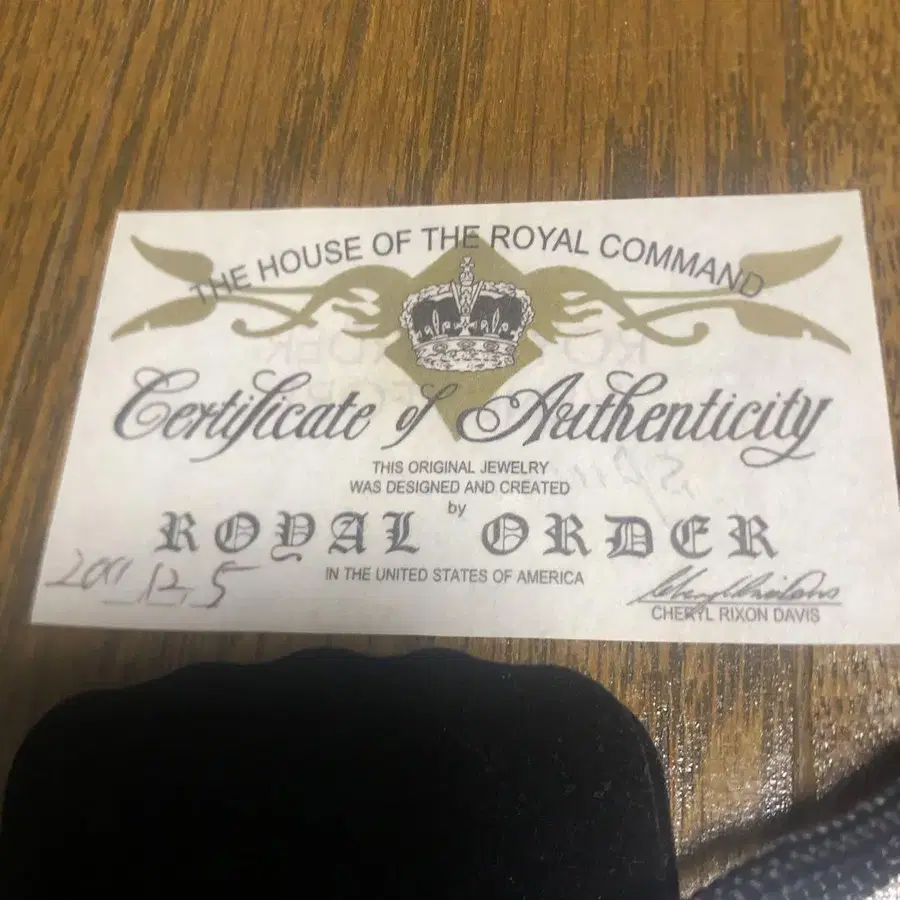 THE HOUSE OF THE ROYAL COMMAND
Certificate of Authenticity
THIS ORIGINAL JEWELRY
WAS DESIGNED AND CREATED
by
ROYAL ORDER
IN THE UNITED STATES OF AMERICA
12. 5
CHERYL RIXON DAVIS